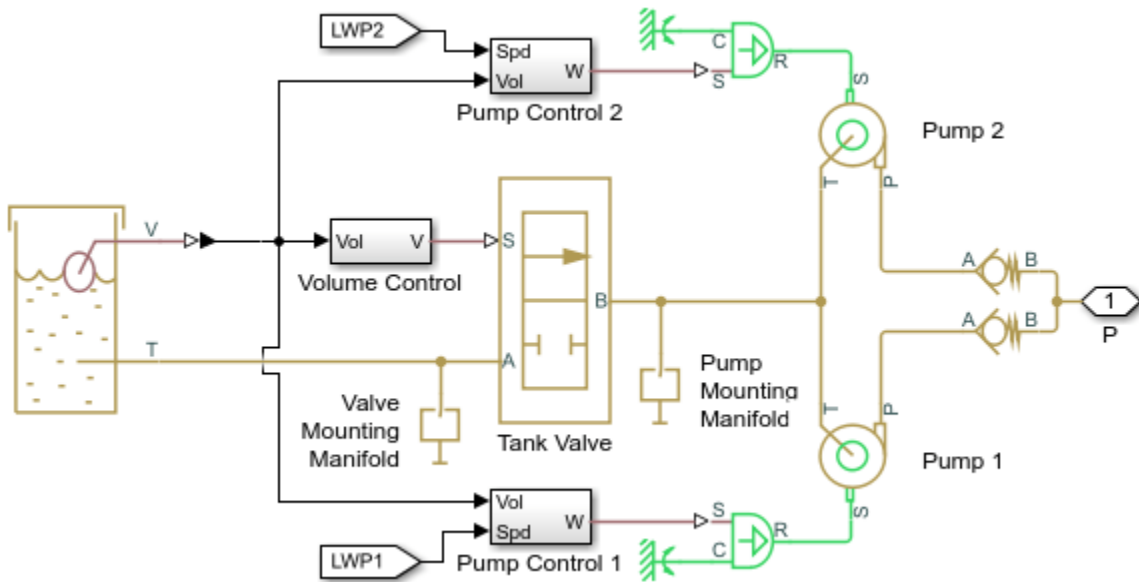 LWP2
Spd
Vol
W
Pump Control 2
C
S
R
S
Pump 2
T
P
V
Vol
V
Volume Control
S
B
A
B
1
P
A
B
T
A
Valve
Mounting
Manifold
Tank Valve
Pump
Mounting
Manifold
T
P
Pump 1
Vol
Spd
W
Pump Control 1
LWP1
S
C
R
S